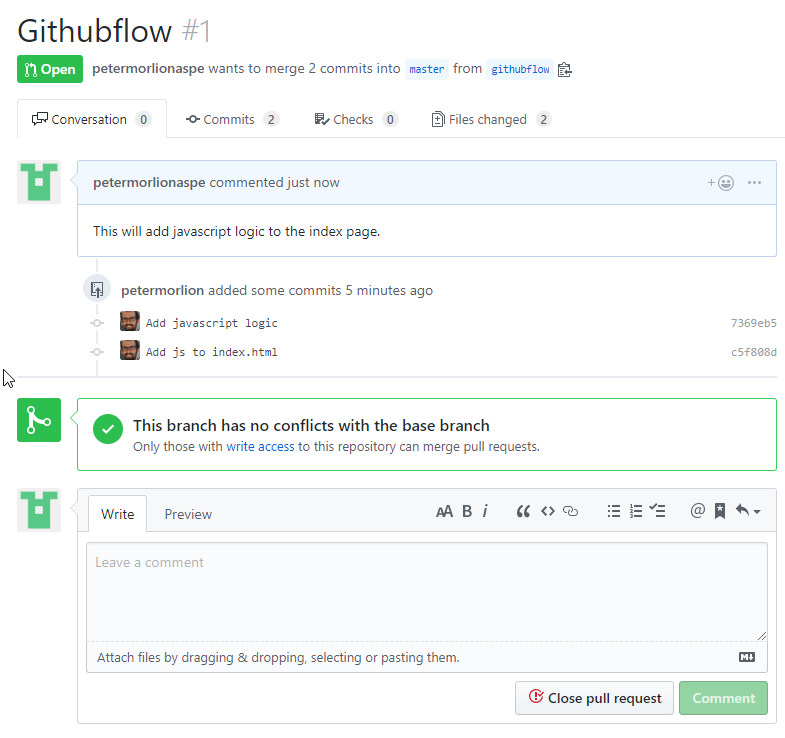 Githubflow #1
Open petermorlionaspe wants to merge 2 commits into master from githubflow
Conversation 0 Commits 2 Checks 0 Files changed 2
petermorlionaspe commented just now
This will add javascript logic to the index page.
petermorlion added some commits 5 minutes ago
Add javascript logic 7369eb5
Add js to index.html c5f808d
This branch has no conflicts with the base branch
Only those with write access to this repository can merge pull requests.
Write Preview AA B i
Leave a comment
Attach files by dragging & dropping, selecting or pasting them.
Close pull request Comment